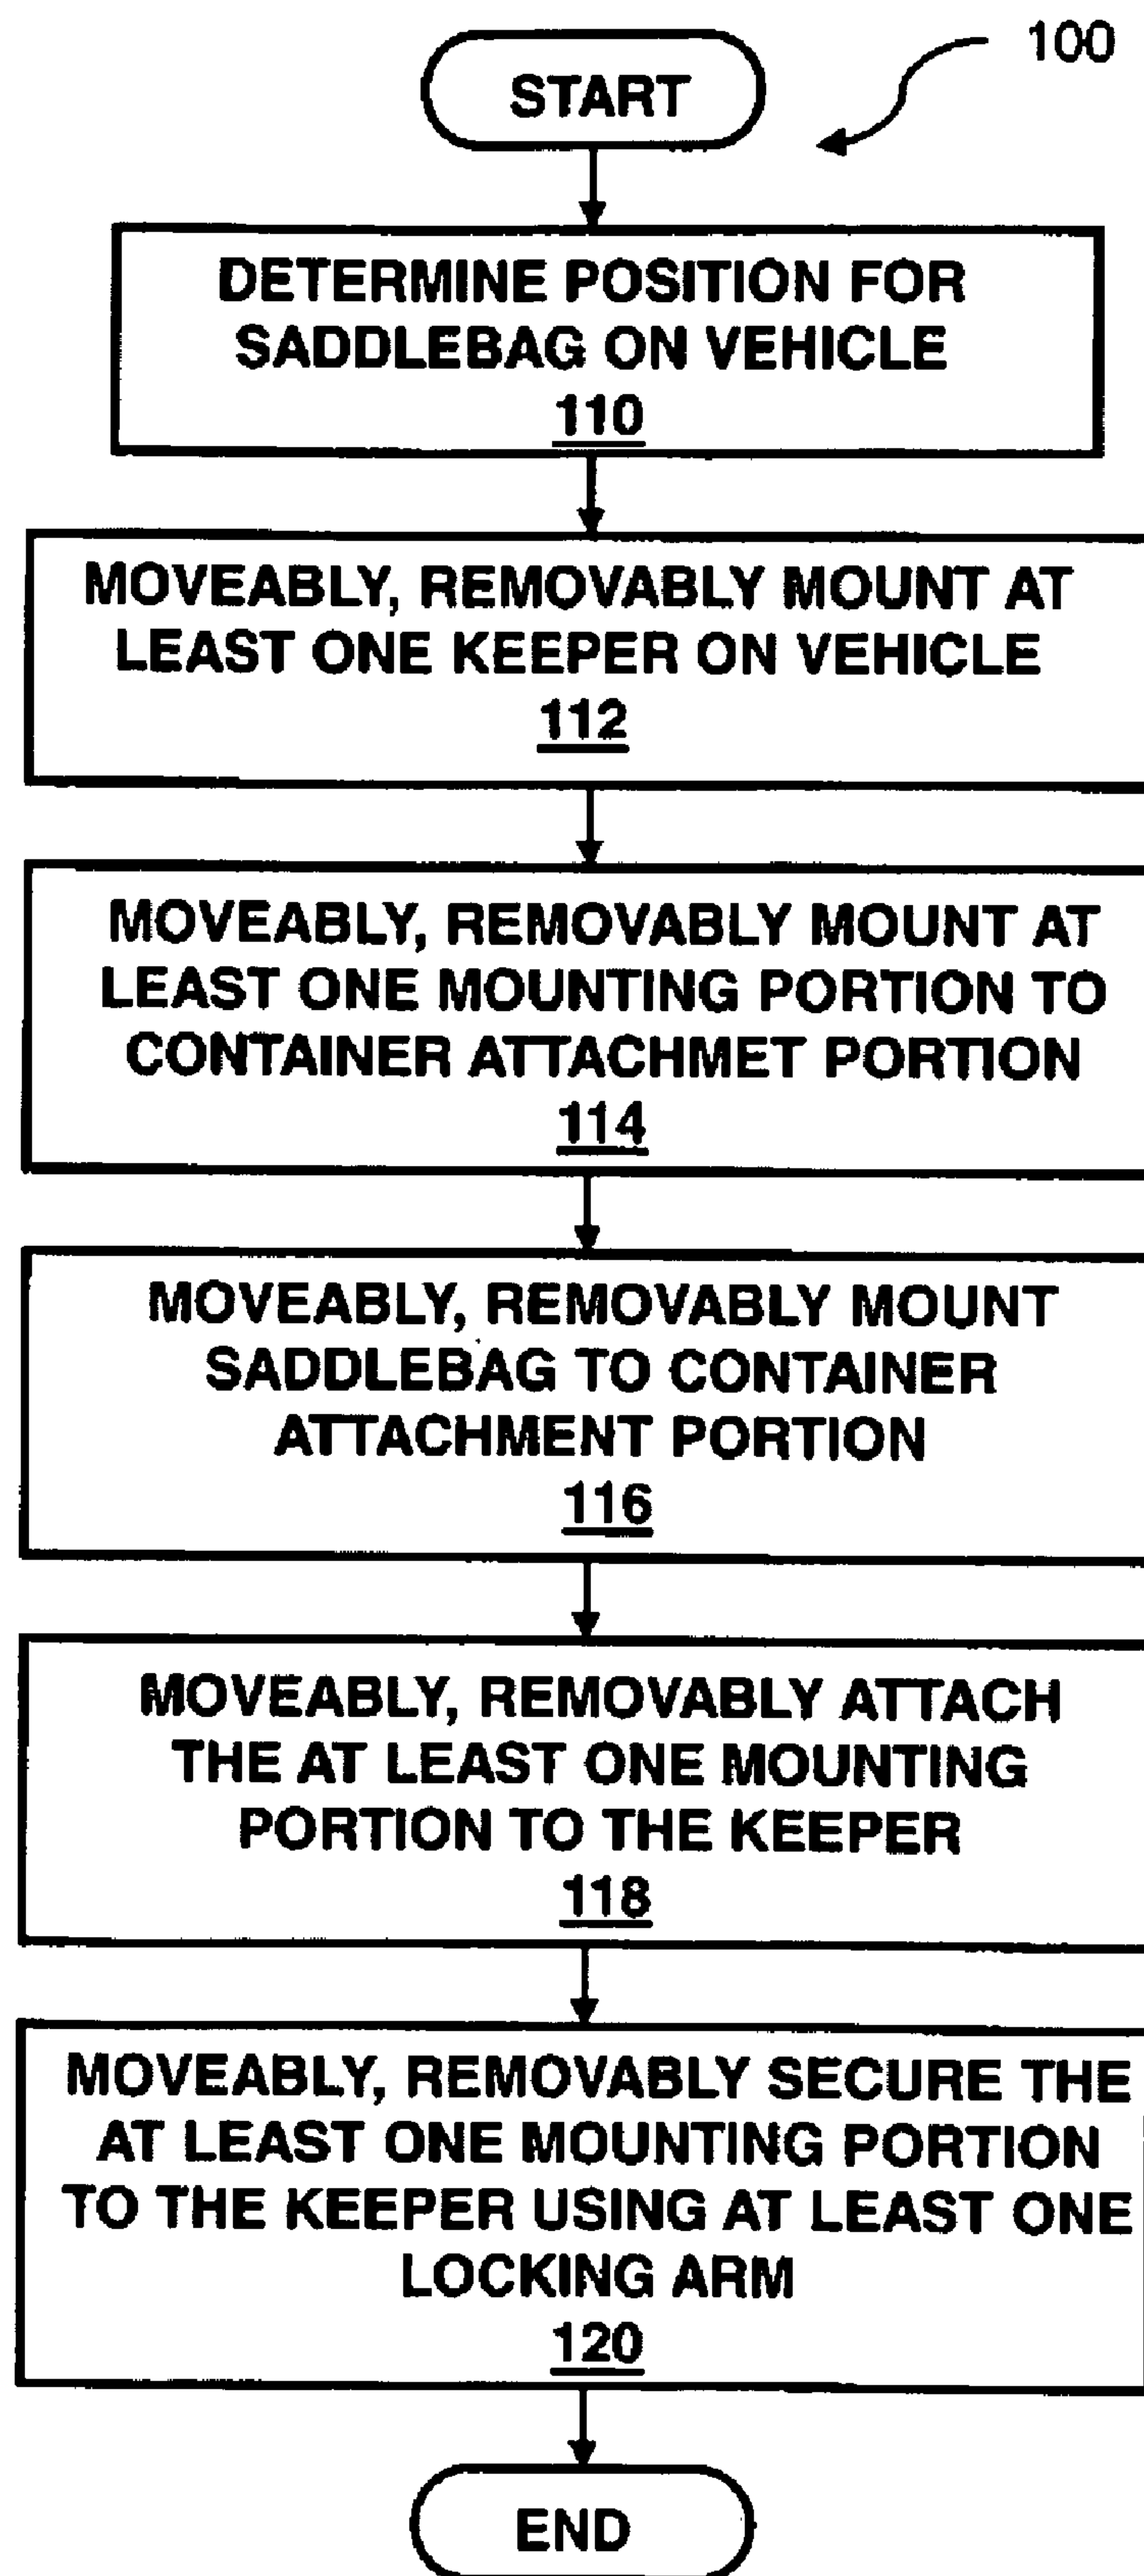 100
START
DETERMINE POSITION FOR
SADDLEBAG ON VEHICLE
110
MOVEABLY, REMOVABLY MOUNT AT
LEAST ONE KEEPER ON VEHICLE
112
MOVEABLY, REMOVABLY MOUNT AT
LEAST ONE MOUNTING PORTION TO
CONTAINER ATTACHMET PORTION
114
MOVEABLY, REMOVABLY MOUNT
SADDLEBAG TO CONTAINER
ATTACHMENT PORTION
116
MOVEABLY, REMOVABLY ATTACH
THE AT LEAST ONE MOUNTING
PORTION TO THE KEEPER
118
MOVEABLY, REMOVABLY SECURE THE
AT LEAST ONE MOUNTING PORTION
TO THE KEEPER USING AT LEAST ONE
LOCKING ARM
120
END